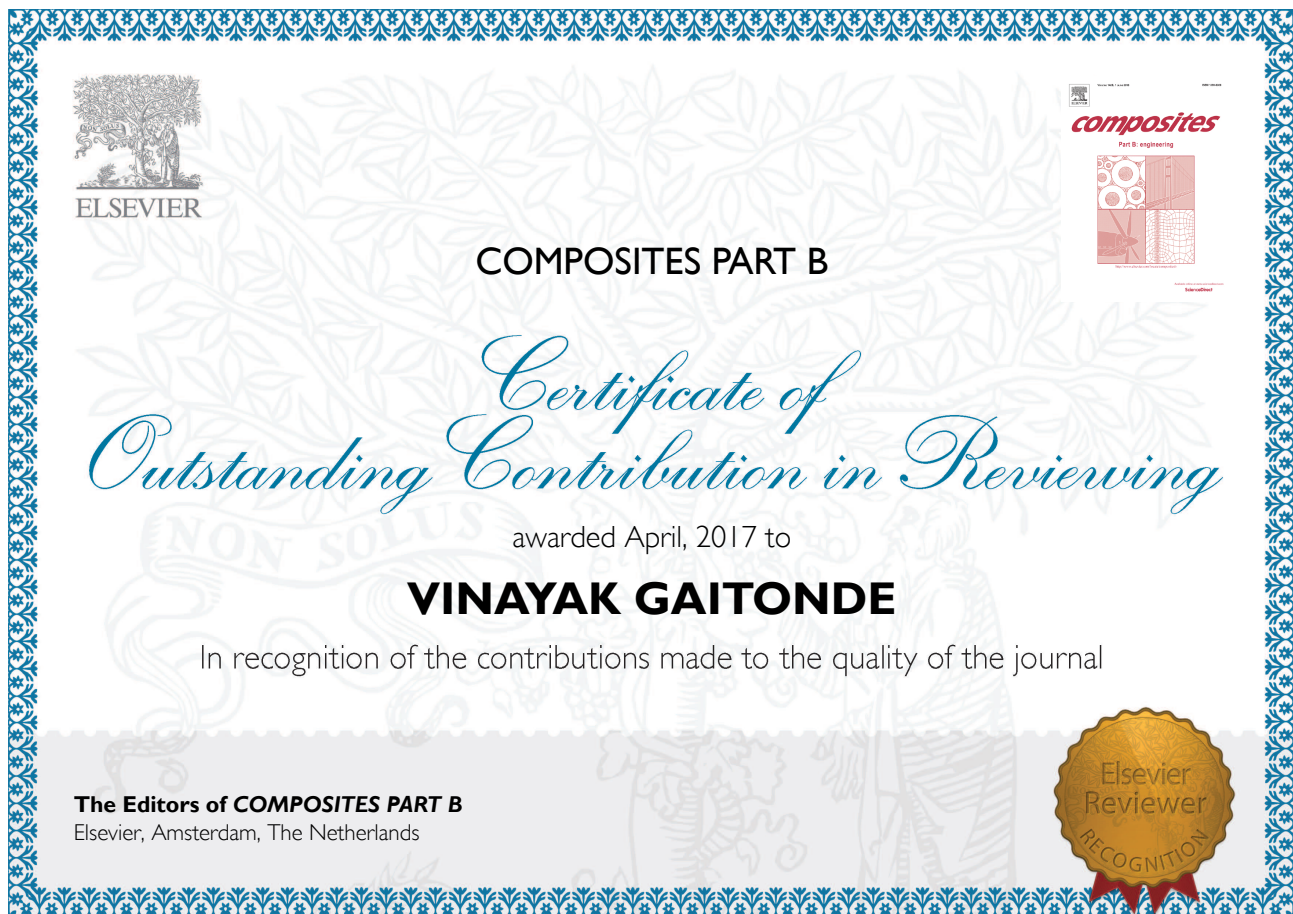 ELSEVIER
composites
Part B: engineering
ScienceDirect
COMPOSITES PART B
Certificate of
Outstanding Contribution in Reviewing
NON SOLUS
awarded April, 2017 to
VINAYAK GAITONDE
In recognition of the contributions made to the quality of the journal
The Editors of COMPOSITES PART B
Elsevier, Amsterdam, The Netherlands
Elsevier
Reviewer
RECOGNITION